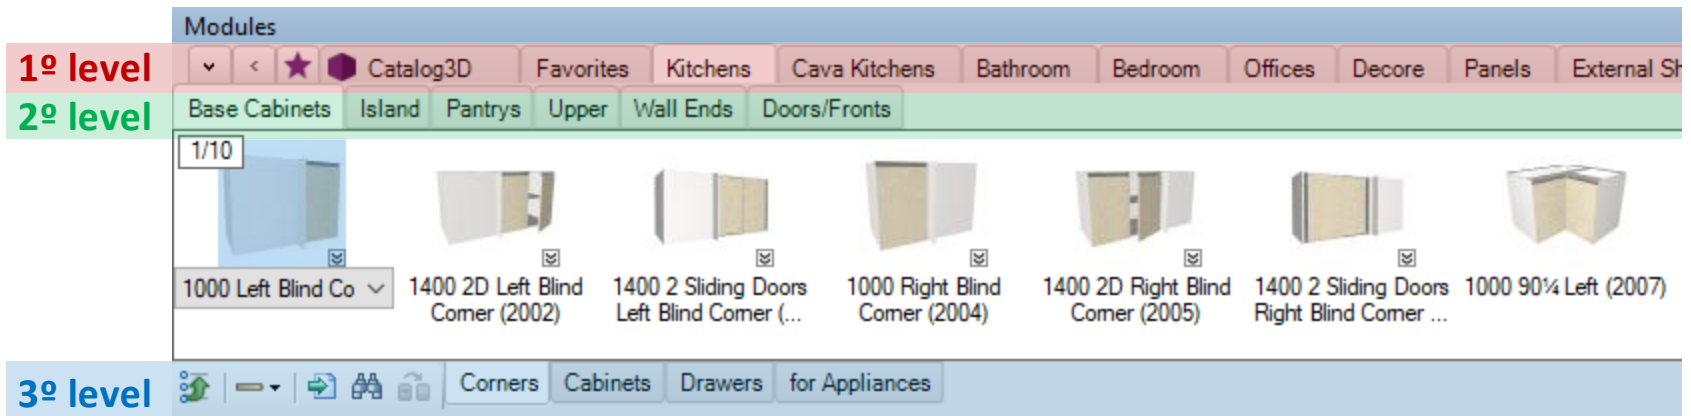 Modules
1º level
Catalog3D Favorites Kitchens Cava Kitchens Bathroom Bedroom Offices Decore Panels External Sh
2º level
Base Cabinets Island Pantrys Upper Wall Ends Doors/Fronts
1/10
1000 Left Blind Co
1400 2D Left Blind
Corner (2002)
1400 2 Sliding Doors
Left Blind Corner (...
1000 Right Blind
Corner (2004)
1400 2D Right Blind
Corner (2005)
1400 2 Sliding Doors
Right Blind Corner ...
1000 90¼ Left (2007)
3º level
Corners Cabinets Drawers for Appliances